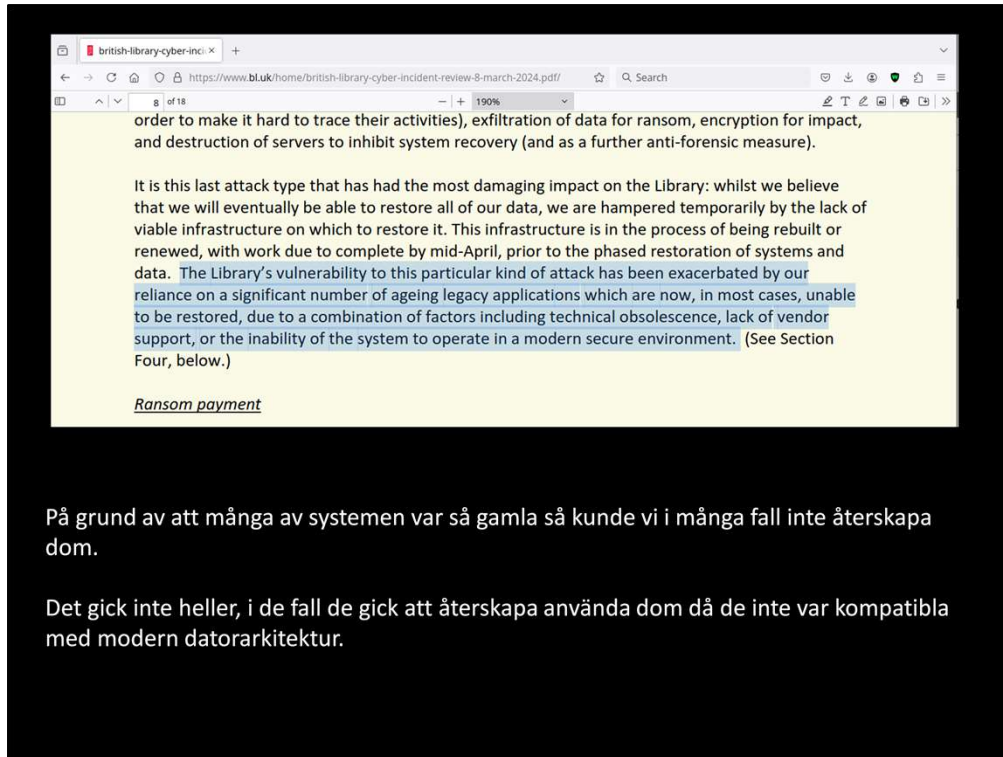 british-library-cyber-inci
https://www.bl.uk/home/british-library-cyber-incident-review-8-march-2024.pdf/
Search
8 of 18
190%
order to make it hard to trace their activities), exfiltration of data for ransom, encryption for impact,
and destruction of servers to inhibit system recovery (and as a further anti-forensic measure).
It is this last attack type that has had the most damaging impact on the Library: whilst we believe
that we will eventually be able to restore all of our data, we are hampered temporarily by the lack of
viable infrastructure on which to restore it. This infrastructure is in the process of being rebuilt or
renewed, with work due to complete by mid-April, prior to the phased restoration of systems and
data. The Library’s vulnerability to this particular kind of attack has been exacerbated by our
reliance on a significant number of ageing legacy applications which are now, in most cases, unable
to be restored, due to a combination of factors including technical obsolescence, lack of vendor
support, or the inability of the system to operate in a modern secure environment. (See Section
Four, below.)
Ransom payment
På grund av att många av systemen var så gamla så kunde vi i många fall inte återskapa
dom.
Det gick inte heller, i de fall de gick att återskapa använda dom då de inte var kompatibla
med modern datorarkitektur.